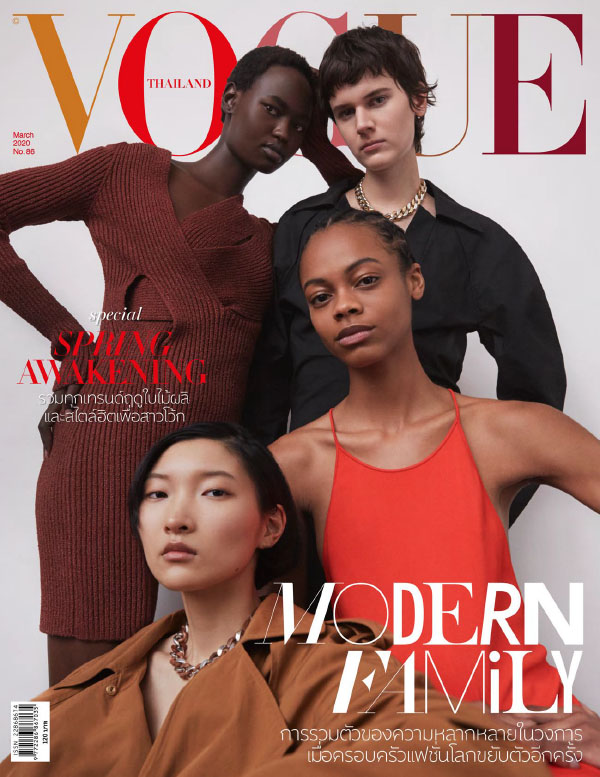 ©
VOGUE
THAILAND
March
2020
No.86
special
SPRING
AWAKENING
รวมทุกเทรนด์ฤดูใบไม้ผลิ
และสไตล์ฮิตเพื่อสาวโว้ก
MODERN
FAMiLY
การรวมตัวของความหลากหลายในวงการ
เมื่อครอบครัวแฟชั่นโลกขยับตัวอีกครั้ง
120 บาท